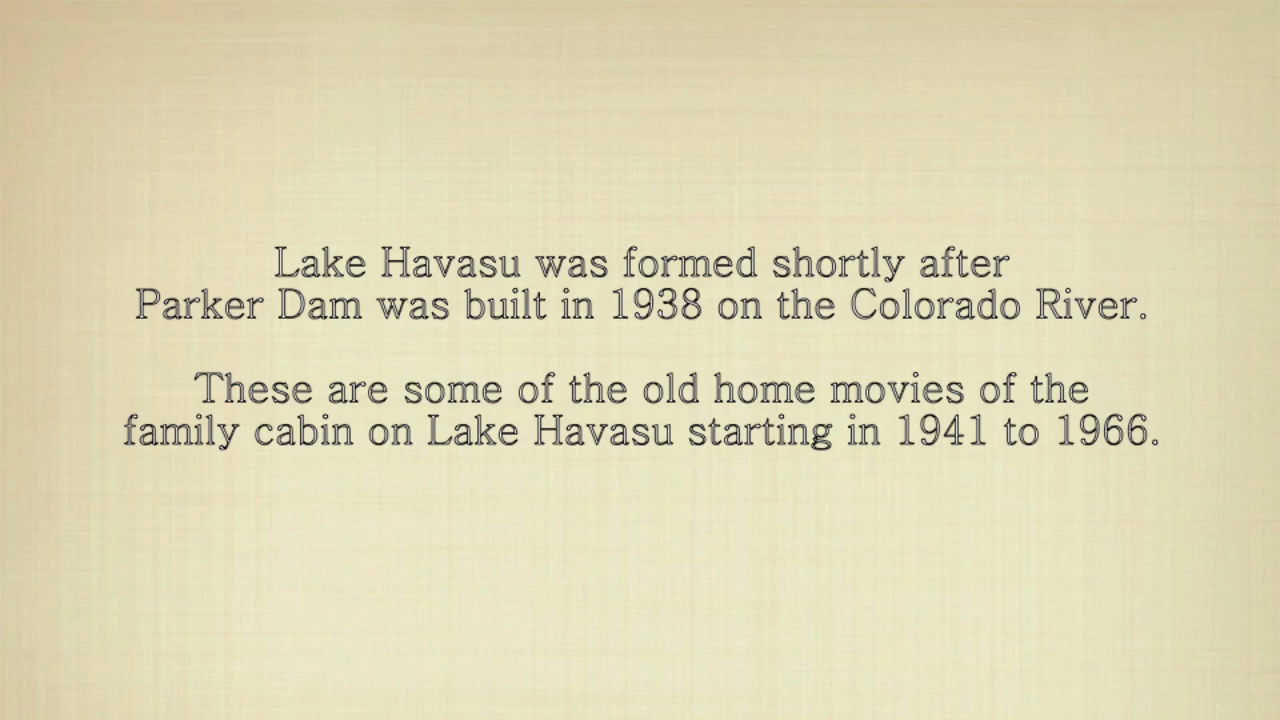 Lake Havasu was formed shortly after
Parker Dam was built in 1938 on the Colorado River.
These are some of the old home movies of the
family cabin on Lake Havasu starting in 1941 to 1966.